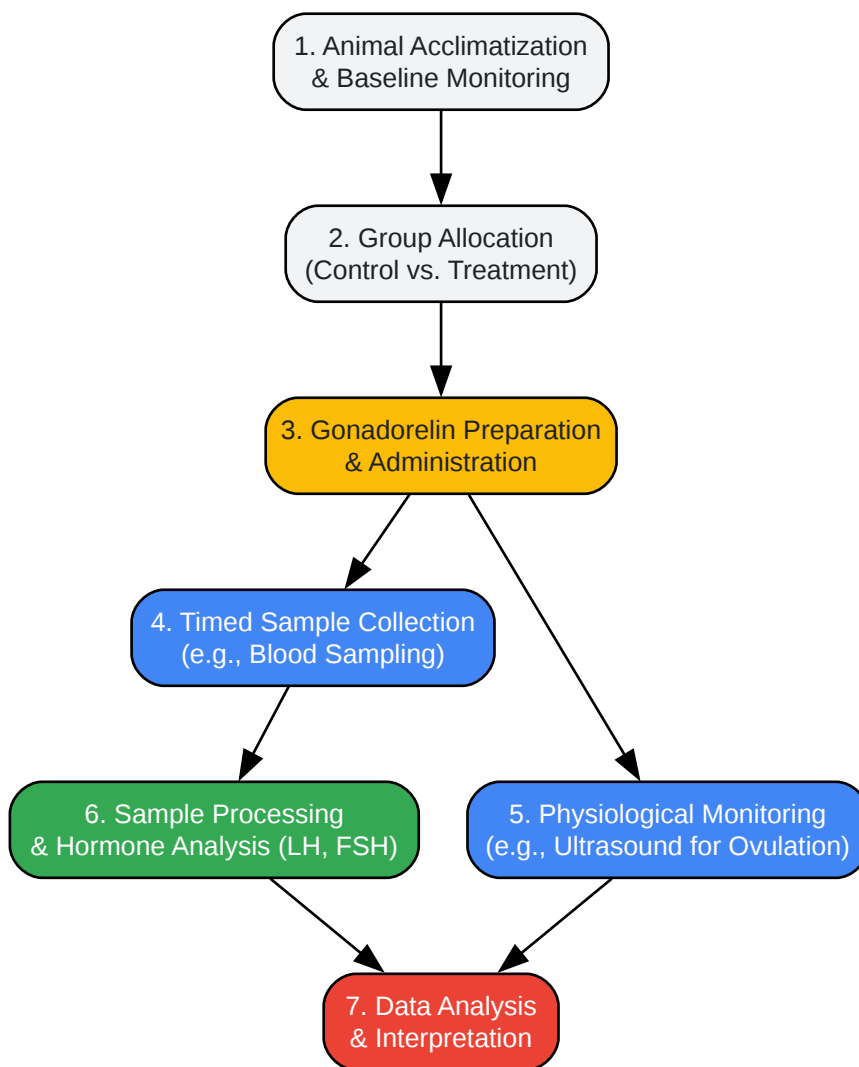 1. Animal Acclimatization
& Baseline Monitoring
2. Group Allocation
(Control vs. Treatment)
3. Gonadorelin Preparation
& Administration
4. Timed Sample Collection
(e.g., Blood Sampling)
6. Sample Processing
& Hormone Analysis (LH, FSH)
5. Physiological Monitoring
(e.g., Ultrasound for Ovulation)
7. Data Analysis
& Interpretation